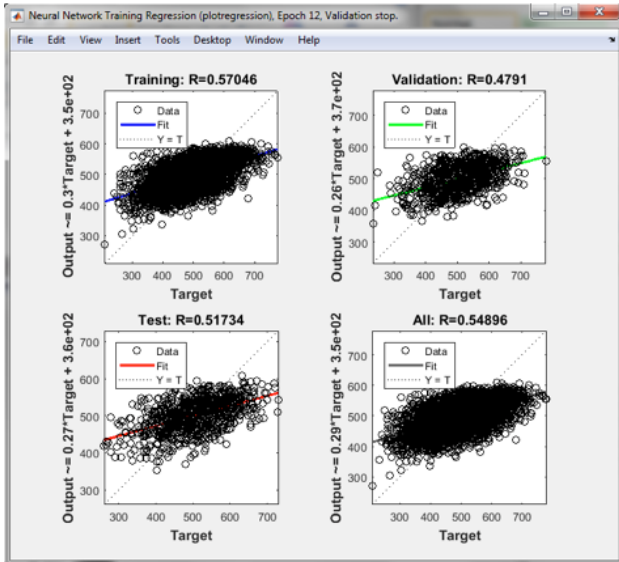 Neural Network Training Regression (plotregression), Epoch 12, Validation stop.
File Edit View Insert Tools Desktop Window Help
Training: R=0.57046
Output ~= 0.3*Target + 3.5e+02
700
600
500
400
300
Data
Fit
Y = T
300 400 500 600 700
Target
Validation: R=0.4791
Output ~= 0.26*Target + 3.7e+02
700
600
500
400
300
Data
Fit
Y = T
300 400 500 600 700
Target
Test: R=0.51734
Output ~= 0.27*Target + 3.6e+02
700
600
500
400
300
Data
Fit
Y = T
300 400 500 600 700
Target
All: R=0.54896
Output ~= 0.29*Target + 3.5e+02
700
600
500
400
300
Data
Fit
Y = T
300 400 500 600 700
Target